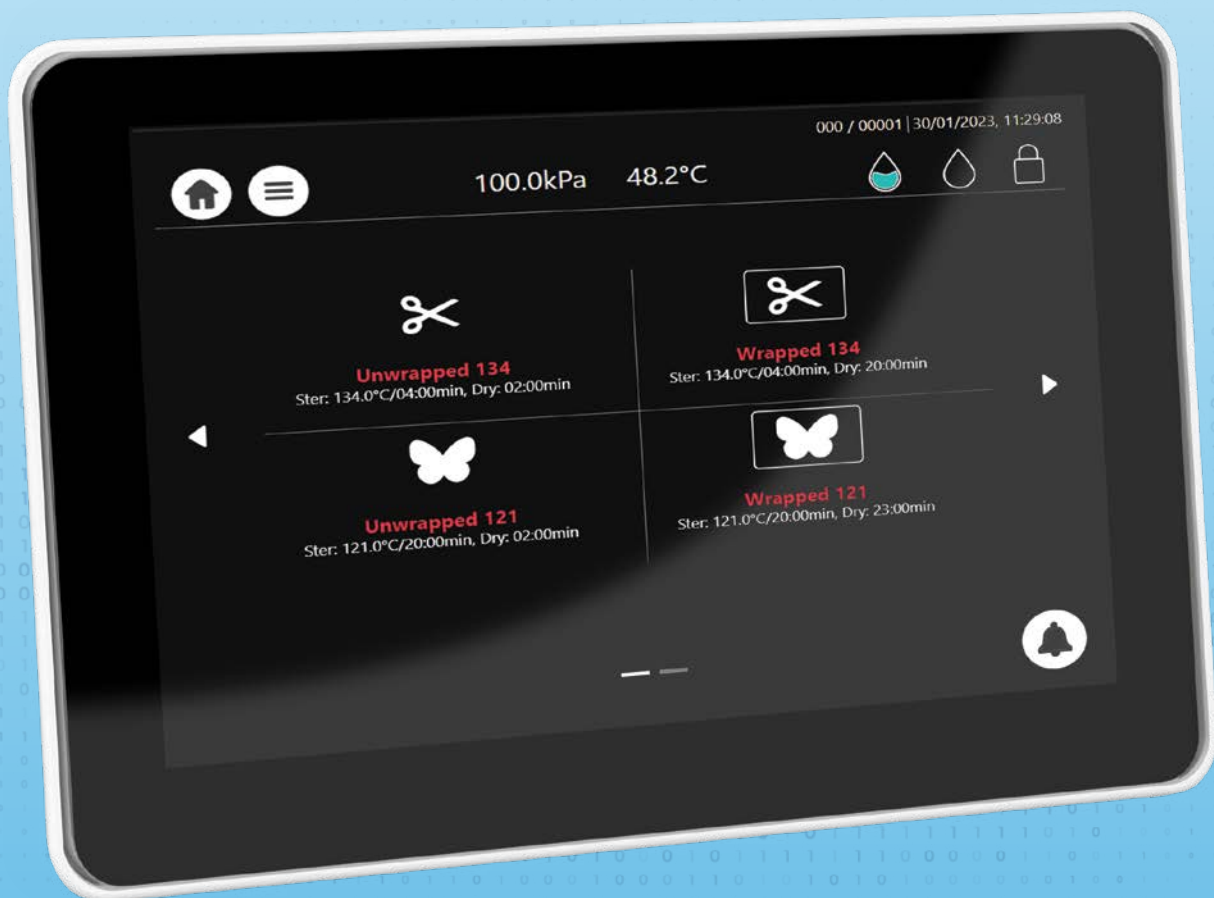 000 / 00001 | 30/01/2023, 11:29:08
100.0kPa 48.2°C
Unwrapped 134
Ster: 134.0°C/04:00min, Dry: 02:00min
Wrapped 134
Ster: 134.0°C/04:00min, Dry: 20:00min
Unwrapped 121
Ster: 121.0°C/20:00min, Dry: 02:00min
Wrapped 121
Ster: 121.0°C/20:00min, Dry: 23:00min